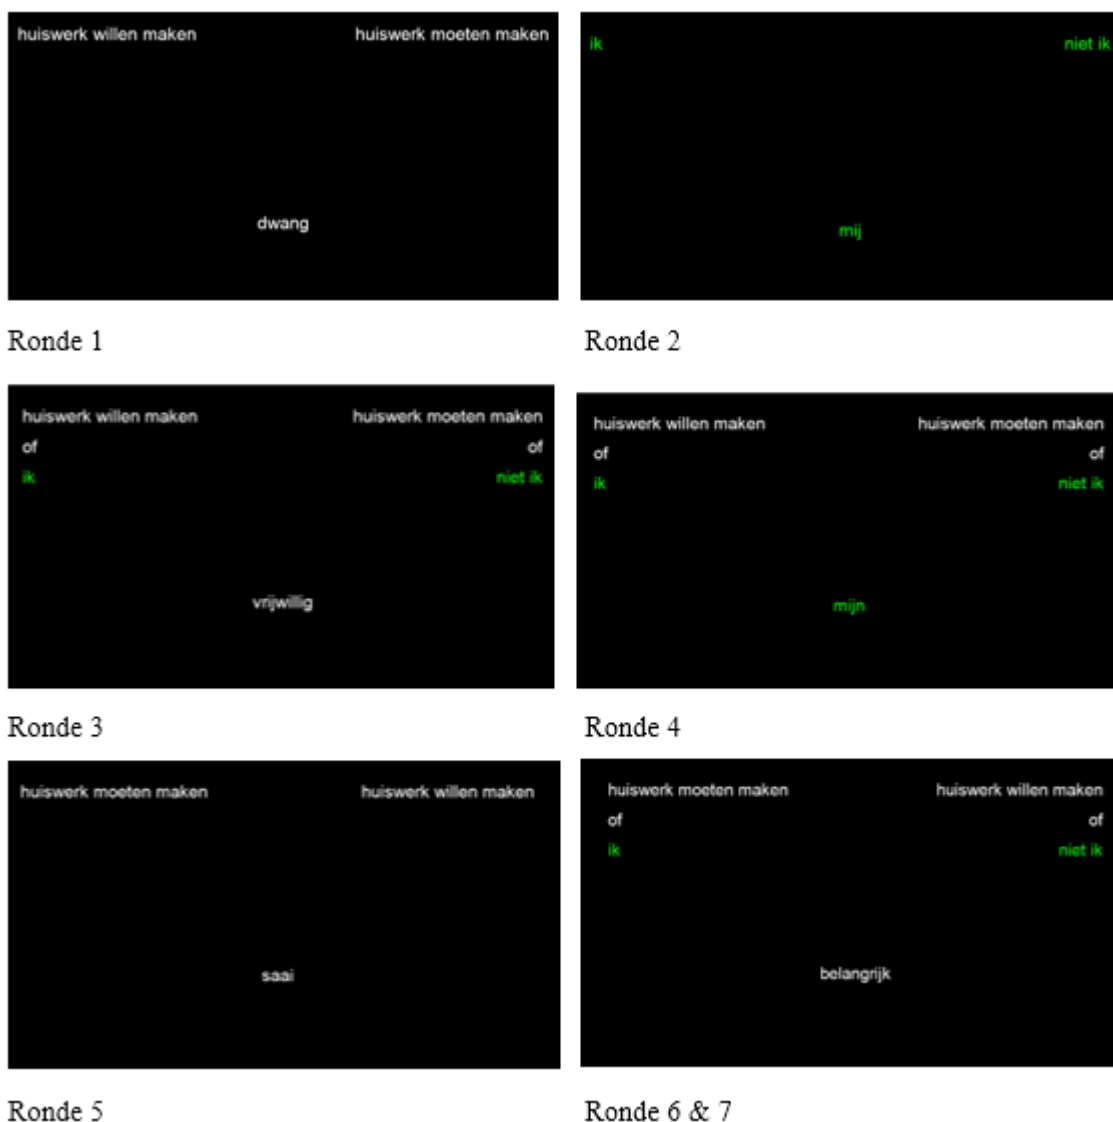 huiswerk willen maken huiswerk moeten maken
dwang
ik niet ik
mij
Ronde 1 Ronde 2
huiswerk willen maken huiswerk moeten maken
of of
ik niet ik
vrijwillig
huiswerk willen maken huiswerk moeten maken
of of
ik niet ik
mijn
Ronde 3 Ronde 4
huiswerk moeten maken huiswerk willen maken
saai
huiswerk moeten maken huiswerk willen maken
of of
ik niet ik
belangrijk
Ronde 5 Ronde 6 & 7